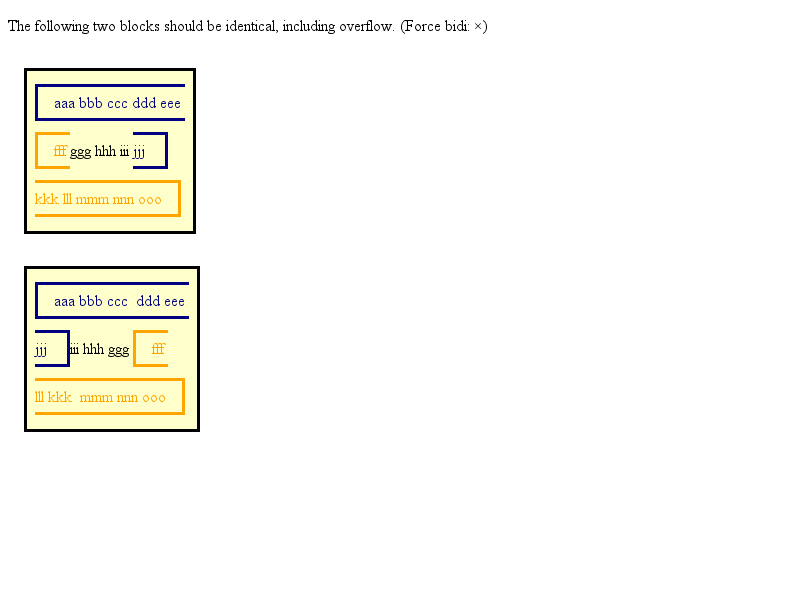 The following two blocks should be identical, including overflow. (Force bidi: ×)
aaa bbb ccc ddd eee
fff ggg hhh iii jjj
kkk lll mmm nnn ooo
aaa bbb ccc ddd eee
jjj iii hhh ggg fff
lll kkk mmm nnn ooo